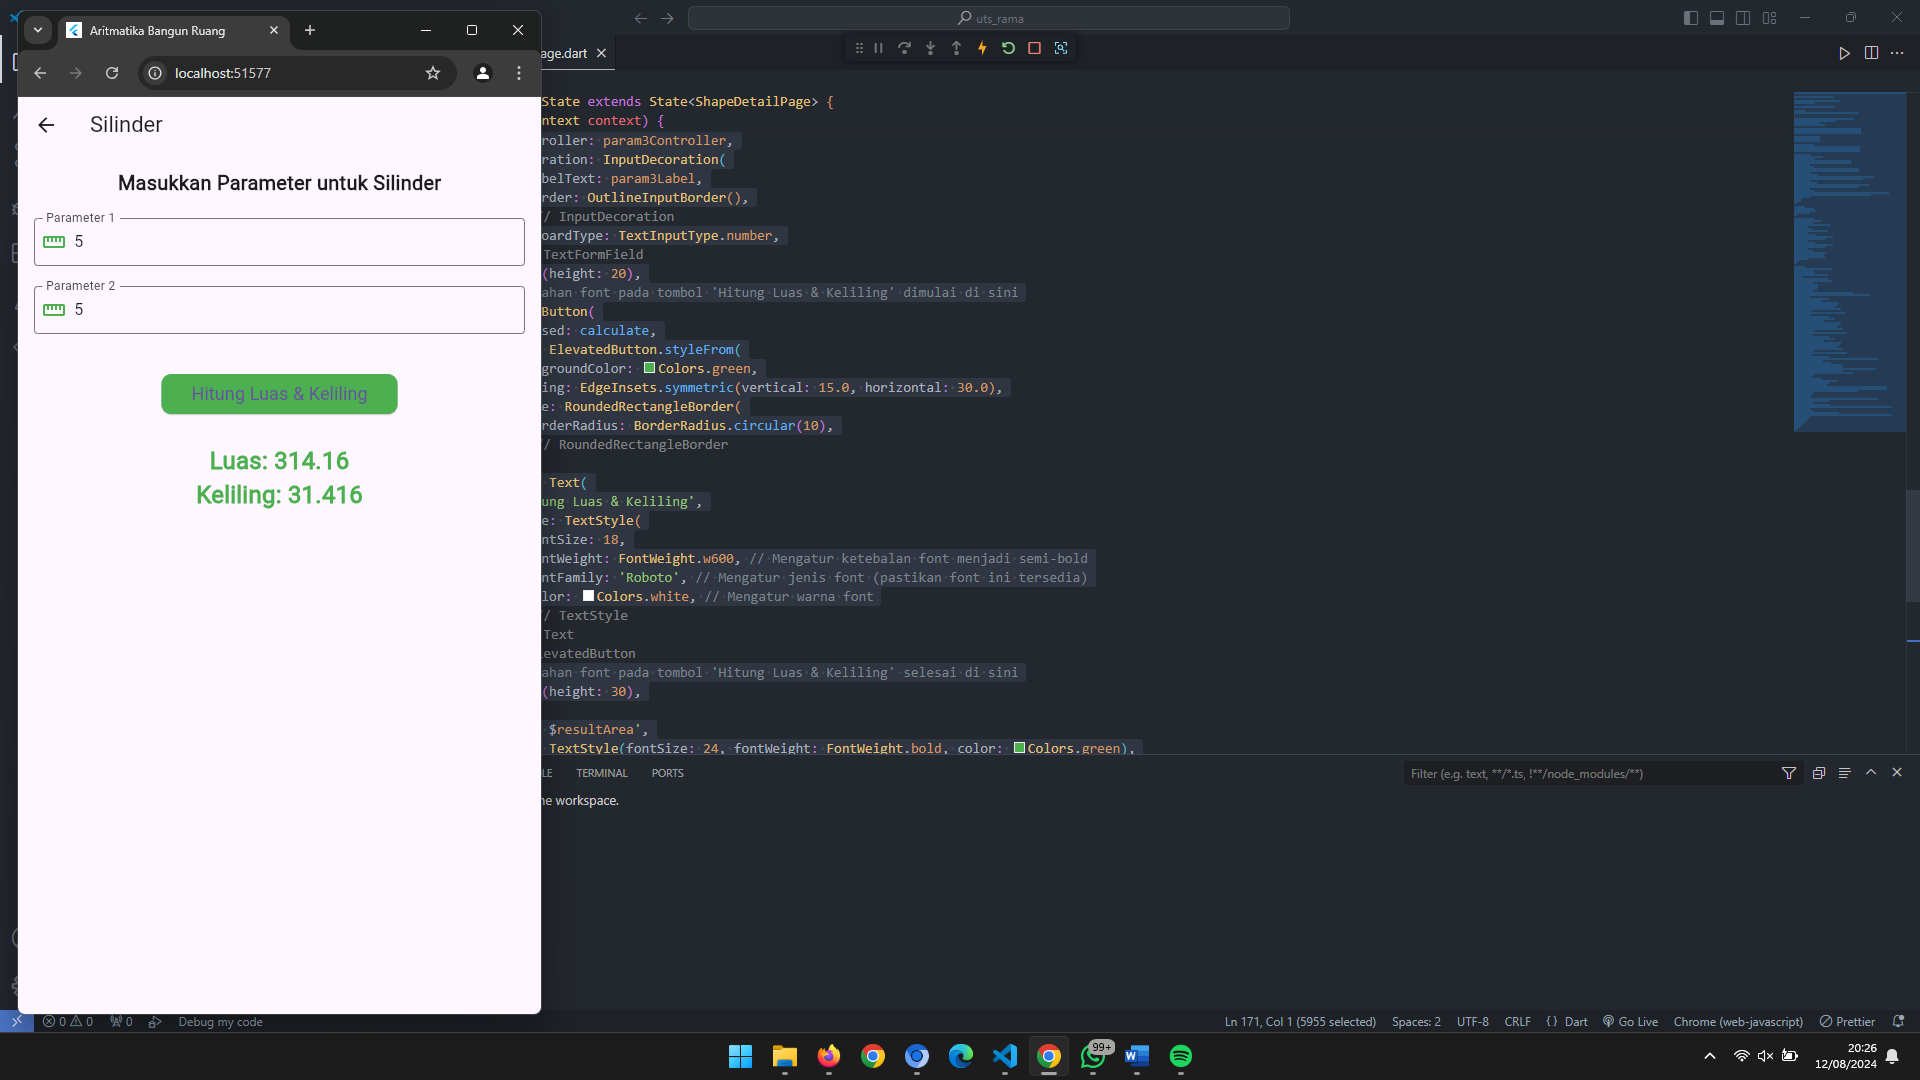 Aritmatika Bangun Ruang
uts_rama
localhost:51577
age.dart
Silinder
Masukkan Parameter untuk Silinder
Parameter 1
5
Parameter 2
5
Hitung Luas & Keliling
Luas: 314.16
Keliling: 31.416
State extends State<ShapeDetailPage> {
ntext context) {
roller: param3Controller,
ration: InputDecoration(
belText: param3Label,
rder: OutlineInputBorder(),
/ InputDecoration
oardType: TextInputType.number,
TextFormField
(height: 20),
ahan font pada tombol 'Hitung Luas & Keliling' dimulai di sini
Button(
sed: calculate,
ElevatedButton.styleFrom(
groundColor: Colors.green,
ing: EdgeInsets.symmetric(vertical: 15.0, horizontal: 30.0),
e: RoundedRectangleBorder(
rderRadius: BorderRadius.circular(10),
/ RoundedRectangleBorder
Text(
ung Luas & Keliling',
e: TextStyle(
ntSize: 18,
ntWeight: FontWeight.w600, // Mengatur ketebalan font menjadi semi-bold
ntFamily: 'Roboto', // Mengatur jenis font (pastikan font ini tersedia)
lor: Colors.white, // Mengatur warna font
/ TextStyle
Text
levatedButton
ahan font pada tombol 'Hitung Luas & Keliling' selesai di sini
(height: 30),
$resultArea',
TextStyle(fontSize: 24, fontWeight: FontWeight.bold, color: Colors.green),
LE TERMINAL PORTS
Filter (e.g. text, **/*.ts, !**/node_modules/**)
he workspace.
0 0 0 Debug my code
Ln 171, Col 1 (5955 selected) Spaces: 2 UTF-8 CRLF {} Dart Go Live Chrome (web-javascript) Prettier
99+
20:26
12/08/2024